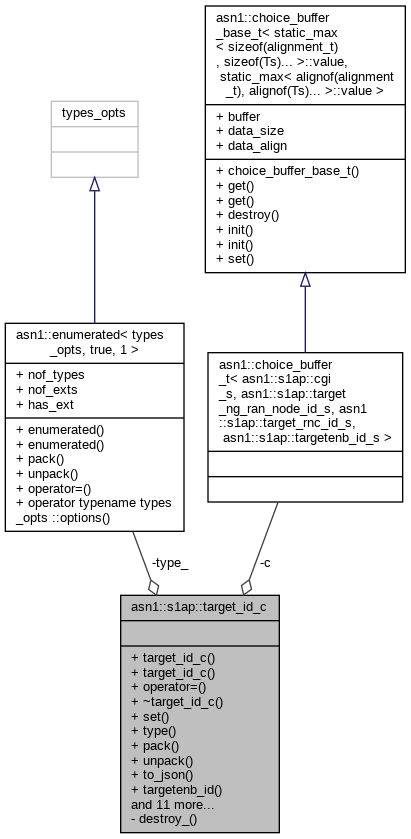 asn1::choice_buffer
_base_t< static_max
< sizeof(alignment_t)
, sizeof(Ts)... >::value,
static_max< alignof(alignment
_t), alignof(Ts)... >::value >
+ buffer
+ data_size
+ data_align
+ choice_buffer_base_t()
+ get()
+ get()
+ destroy()
+ init()
+ init()
+ set()
types_opts
asn1::enumerated< types
_opts, true, 1 >
+ nof_types
+ nof_exts
+ has_ext
+ enumerated()
+ enumerated()
+ pack()
+ unpack()
+ operator=()
+ operator typename types
_opts ::options()
asn1::choice_buffer
_t< asn1::s1ap::cgi
_s, asn1::s1ap::target
_ng_ran_node_id_s, asn1
::s1ap::target_rnc_id_s,
asn1::s1ap::targetenb_id_s >
-type_
-c
asn1::s1ap::target_id_c
+ target_id_c()
+ target_id_c()
+ operator=()
+ ~target_id_c()
+ set()
+ type()
+ pack()
+ unpack()
+ to_json()
+ targetenb_id()
and 11 more...
- destroy_()